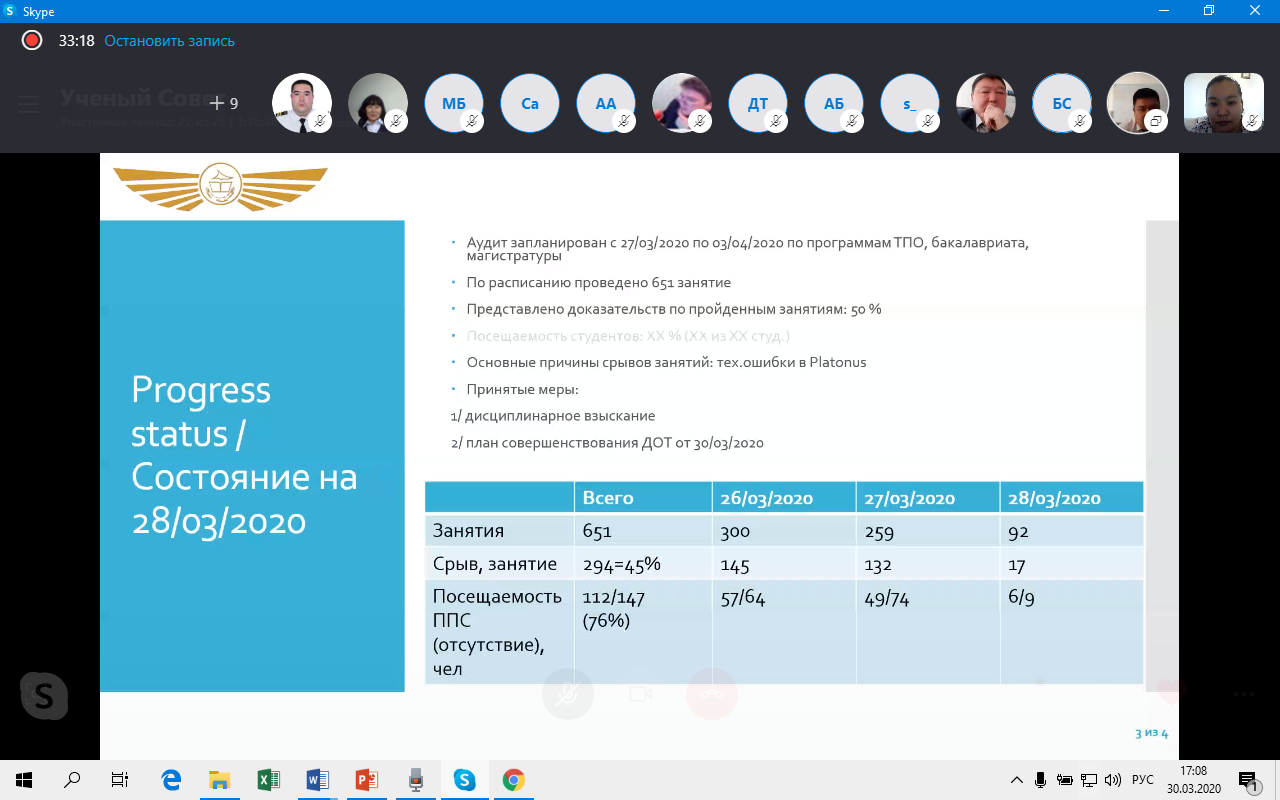 Skype
33:18 Остановить запись
Ученый Совет
+ 9
МБ
Ca
АА
ДТ
АБ
s_
БС
Progress
status /
Состояние на
28/03/2020
• Аудит запланирован с 27/03/2020 по 03/04/2020 по программам ТПО, бакалавриата,
магистратуры
• По расписанию проведено 651 занятие
• Представлено доказательств по пройденным занятиям: 50 %
• Посещаемость студентов: ХХ % (ХХ из ХХ студ.)
• Основные причины срывов занятий: тех.ошибки в Platonus
• Принятые меры:
1/ дисциплинарное взыскание
2/ план совершенствования ДОТ от 30/03/2020
Всего 26/03/2020 27/03/2020 28/03/2020
Занятия 651 300 259 92
Срыв, занятие 294=45% 145 132 17
Посещаемость 112/147 57/64 49/74 6/9
ППС (76%)
(отсутствие),
чел
3 из 4
РУС
17:08
30.03.2020
1